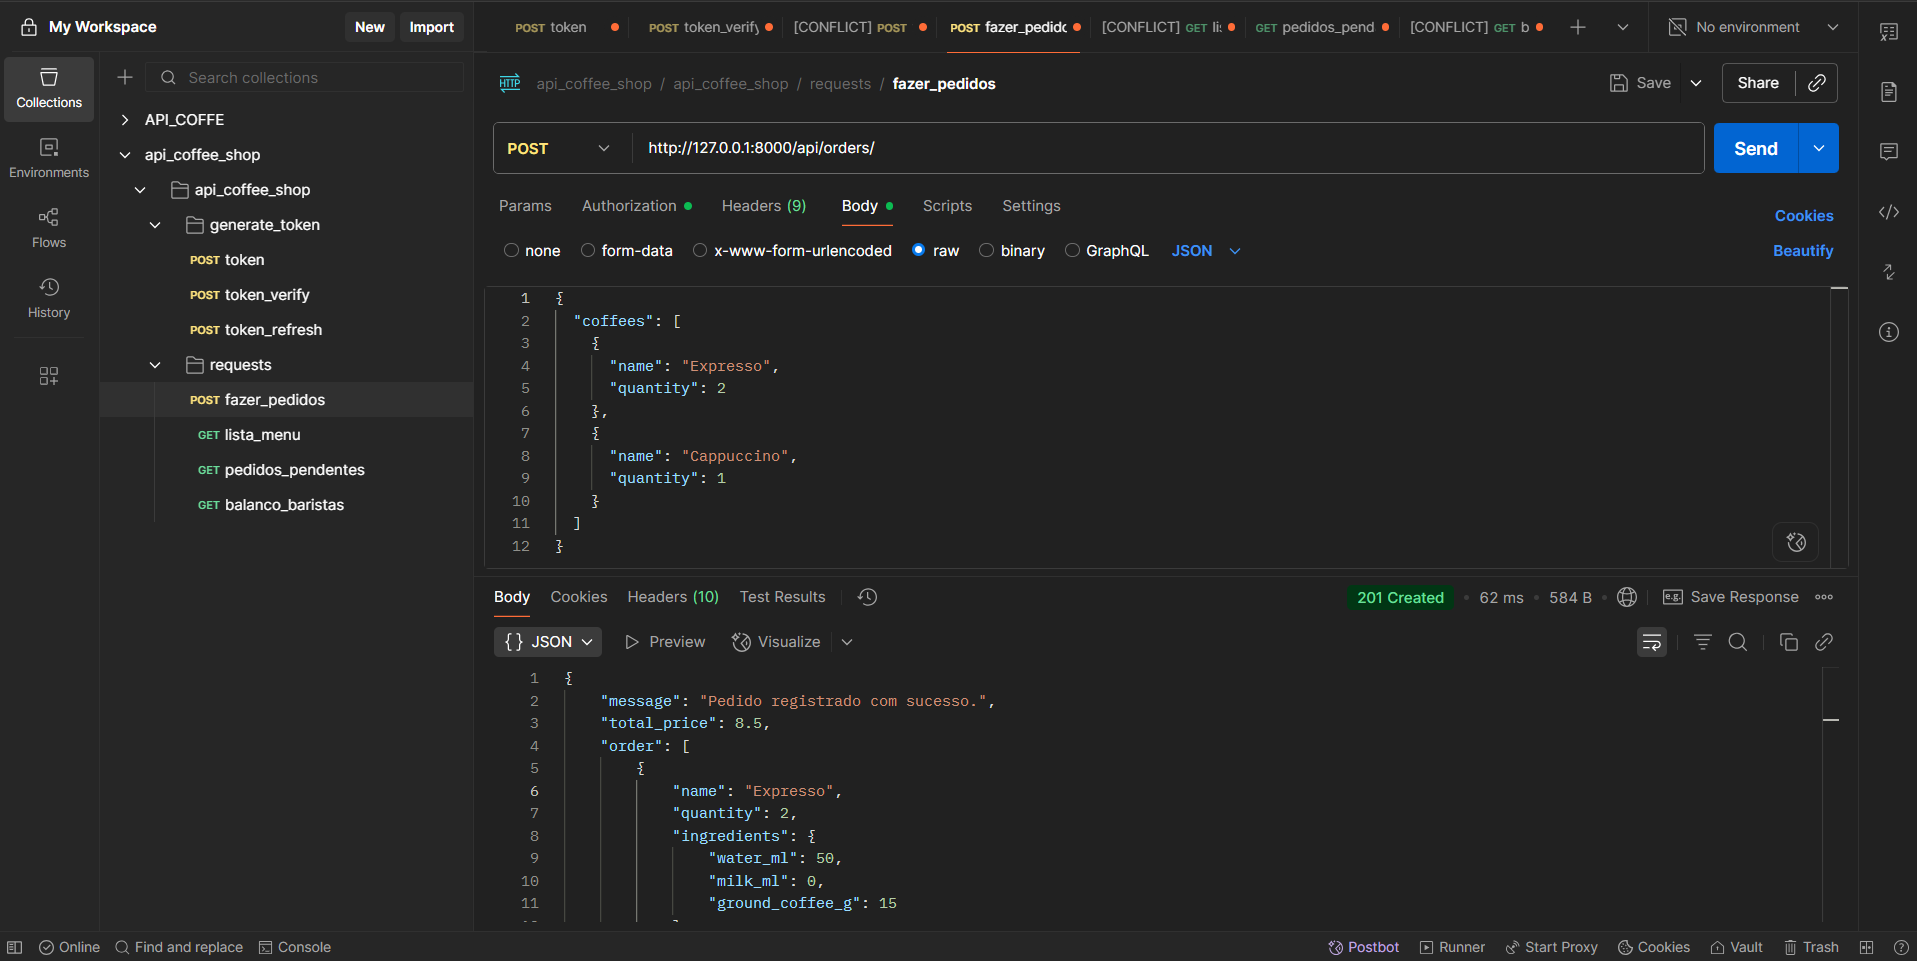 My Workspace
New
Import
POST token
POST token_verify
[CONFLICT] POST
POST fazer_pedido
[CONFLICT] GET li
GET pedidos_pend
[CONFLICT] GET b
No environment
Collections
Environments
Flows
History
Search collections
API_COFFE
api_coffee_shop
api_coffee_shop
generate_token
POST token
POST token_verify
POST token_refresh
requests
POST fazer_pedidos
GET lista_menu
GET pedidos_pendentes
GET balanco_baristas
HTTP api_coffee_shop / api_coffee_shop / requests / fazer_pedidos
Save
Share
POST http://127.0.0.1:8000/api/orders/
Send
Params Authorization Headers (9) Body Scripts Settings
Cookies
none form-data x-www-form-urlencoded raw binary GraphQL JSON
Beautify
1 {
2 "coffees": [
3 {
4 "name": "Expresso",
5 "quantity": 2
6 },
7 {
8 "name": "Cappuccino",
9 "quantity": 1
10 }
11 ]
12 }
Body Cookies Headers (10) Test Results
201 Created • 62 ms • 584 B
e.g. Save Response
{} JSON Preview Visualize
1 {
2 "message": "Pedido registrado com sucesso.",
3 "total_price": 8.5,
4 "order": [
5 {
6 "name": "Expresso",
7 "quantity": 2,
8 "ingredients": {
9 "water_ml": 50,
10 "milk_ml": 0,
11 "ground_coffee_g": 15
Online Find and replace Console
Postbot Runner Start Proxy Cookies Vault Trash